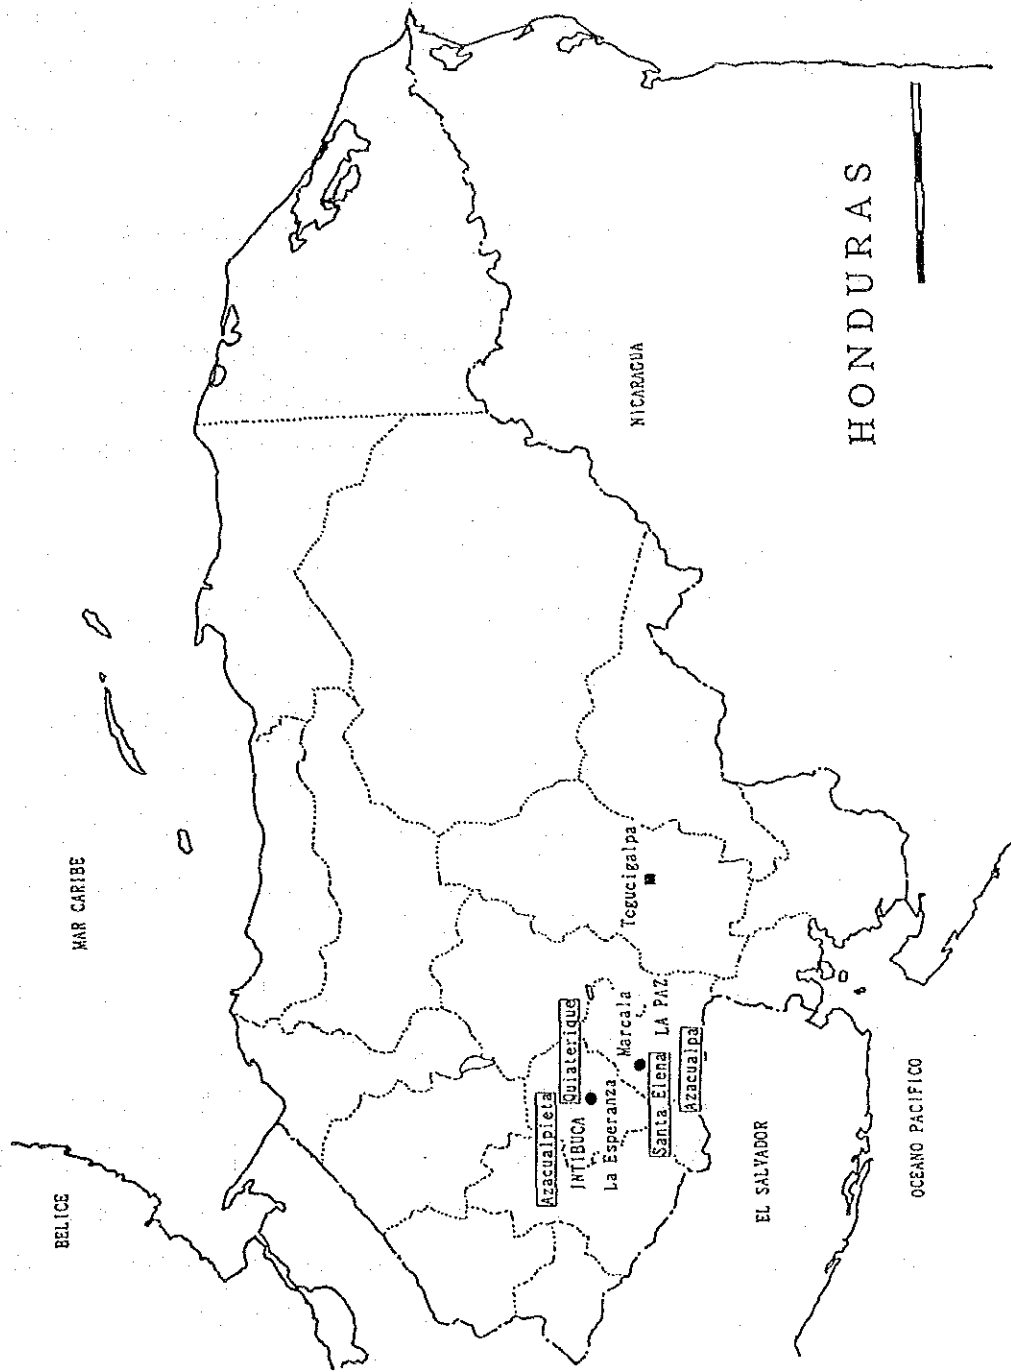 BELICE
MAR CARIBE
Azacualpieta
Quiaterique
INTIBUCA
La Esperanza
Marcala
Tegucigalpa
Santa Elena
LA PAZ
Azacualpa
NICARAGUA
EL SALVADOR
HONDURAS
OCEANO PACIFICO